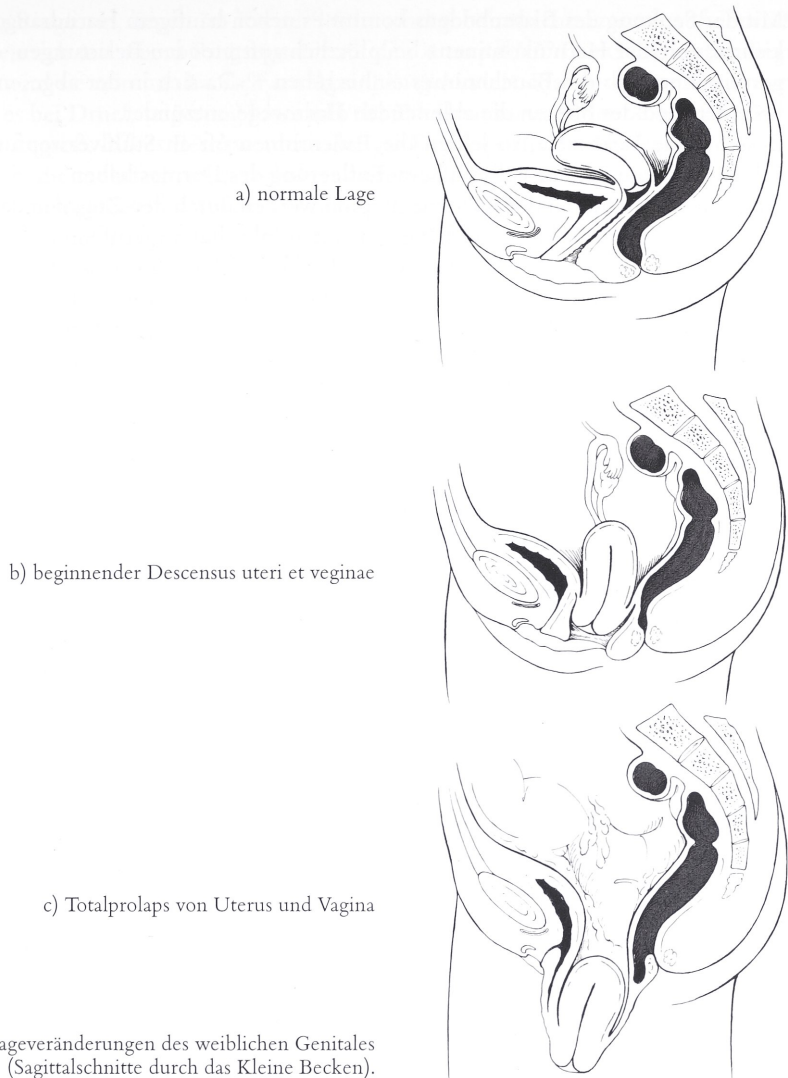 a) normale Lage
b) beginnender Descensus uteri et veginae
c) Totalprolaps von Uterus und Vagina
ageveränderungen des weiblichen Genitales
(Sagittalschnitte durch das Kleine Becken).